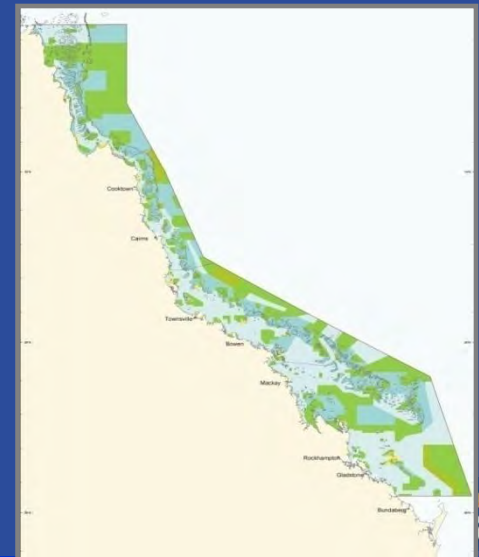 Cooktown
Cairns
Townsville
Bowen
Mackay
Rockhampton
Gladstone
Bundaberg